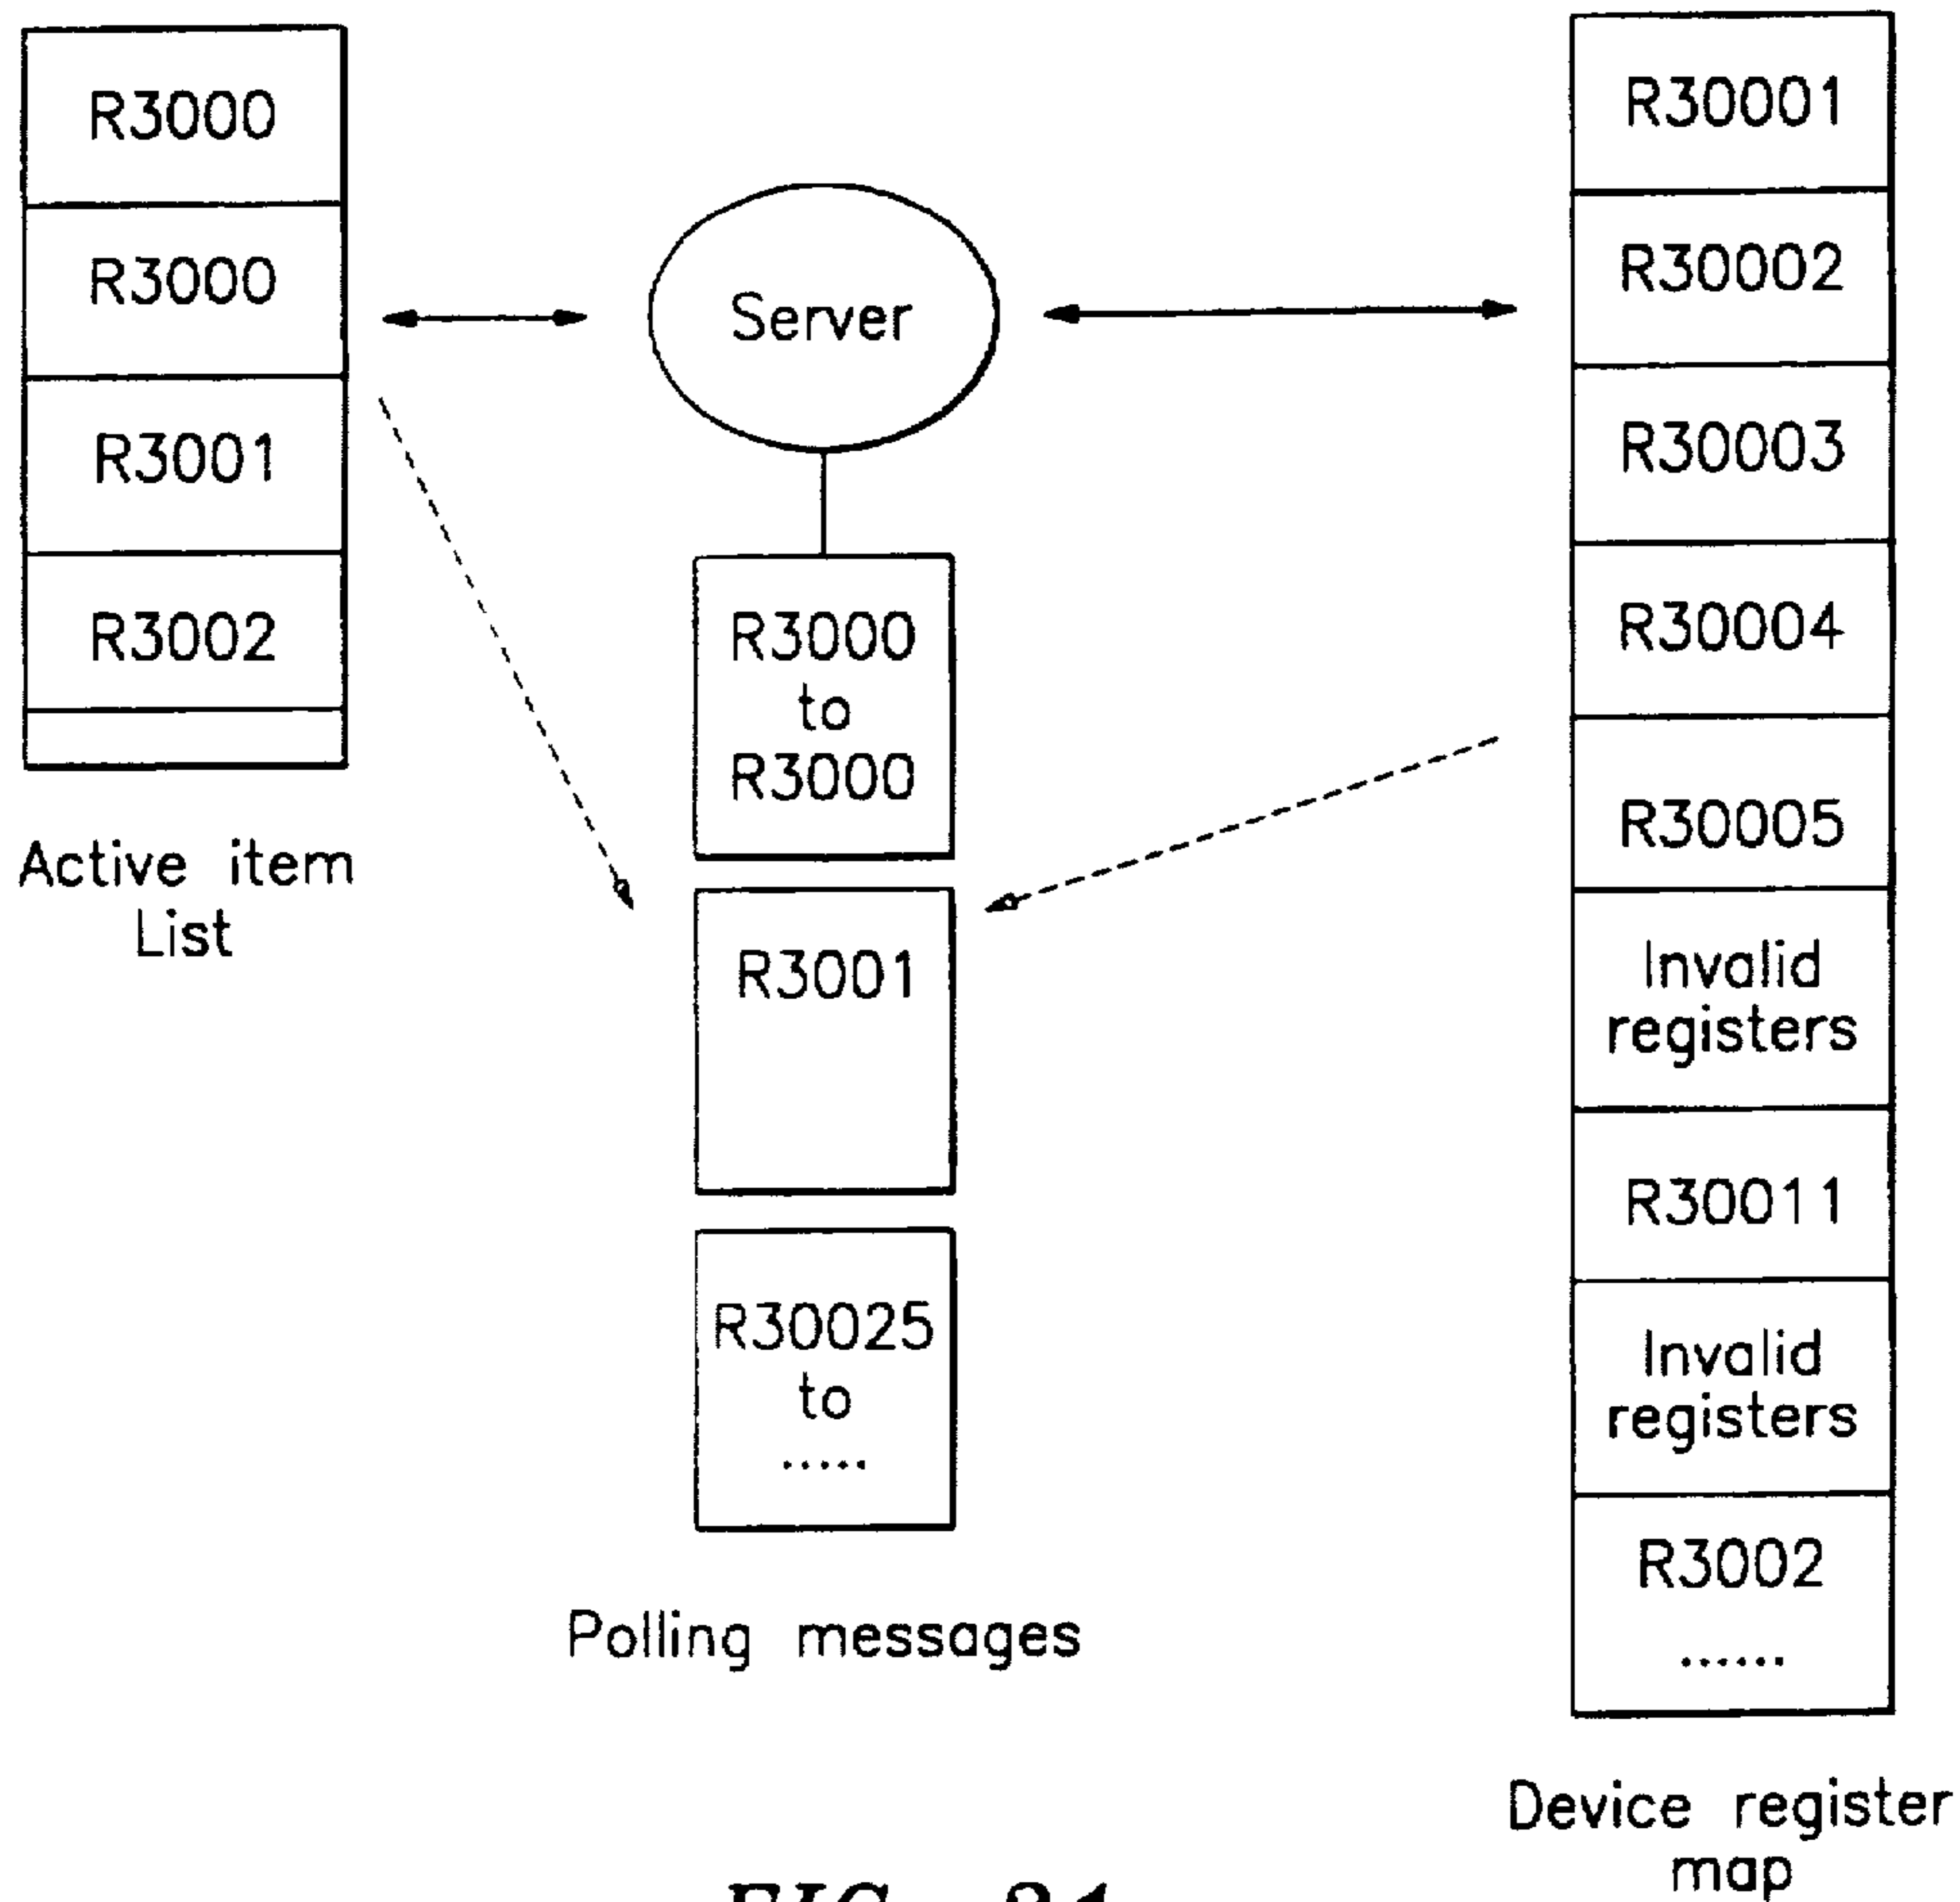 R3000
R3000
R3001
R3002
Active item
List
Server
R3000
to
R3000
R3001
R30025
to
.....
Polling messages
R30001
R30002
R30003
R30004
R30005
Invalid
registers
R30011
Invalid
registers
R3002
......
Device register
map